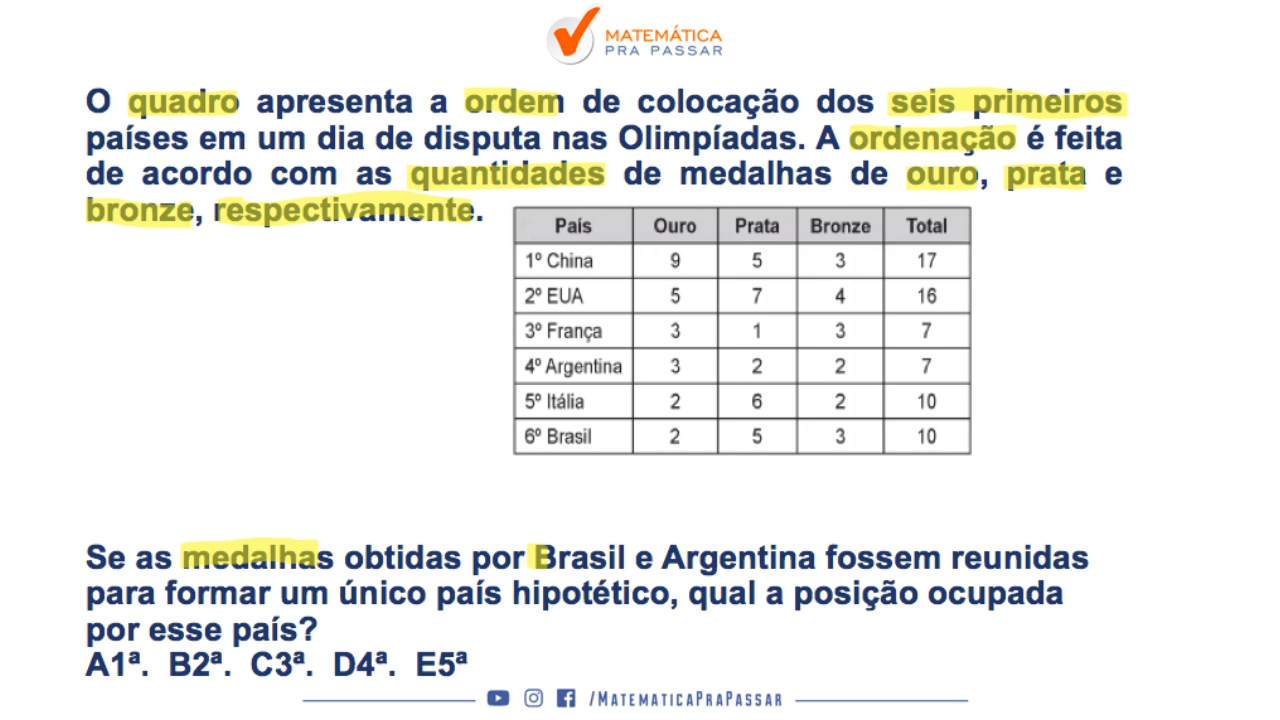 MATEMÁTICA
PRA PASSAR
O quadro apresenta a ordem de colocação dos seis primeiros
países em um dia de disputa nas Olimpíadas. A ordenação é feita
de acordo com as quantidades de medalhas de ouro, prata e
bronze, respectivamente.
País Ouro Prata Bronze Total
1º China 9 5 3 17
2º EUA 5 7 4 16
3º França 3 1 3 7
4º Argentina 3 2 2 7
5º Itália 2 6 2 10
6º Brasil 2 5 3 10
Se as medalhas obtidas por Brasil e Argentina fossem reunidas
para formar um único país hipotético, qual a posição ocupada
por esse país?
A1ª. B2ª. C3ª. D4ª. E5ª
/MATEMATICAPRAPASSAR